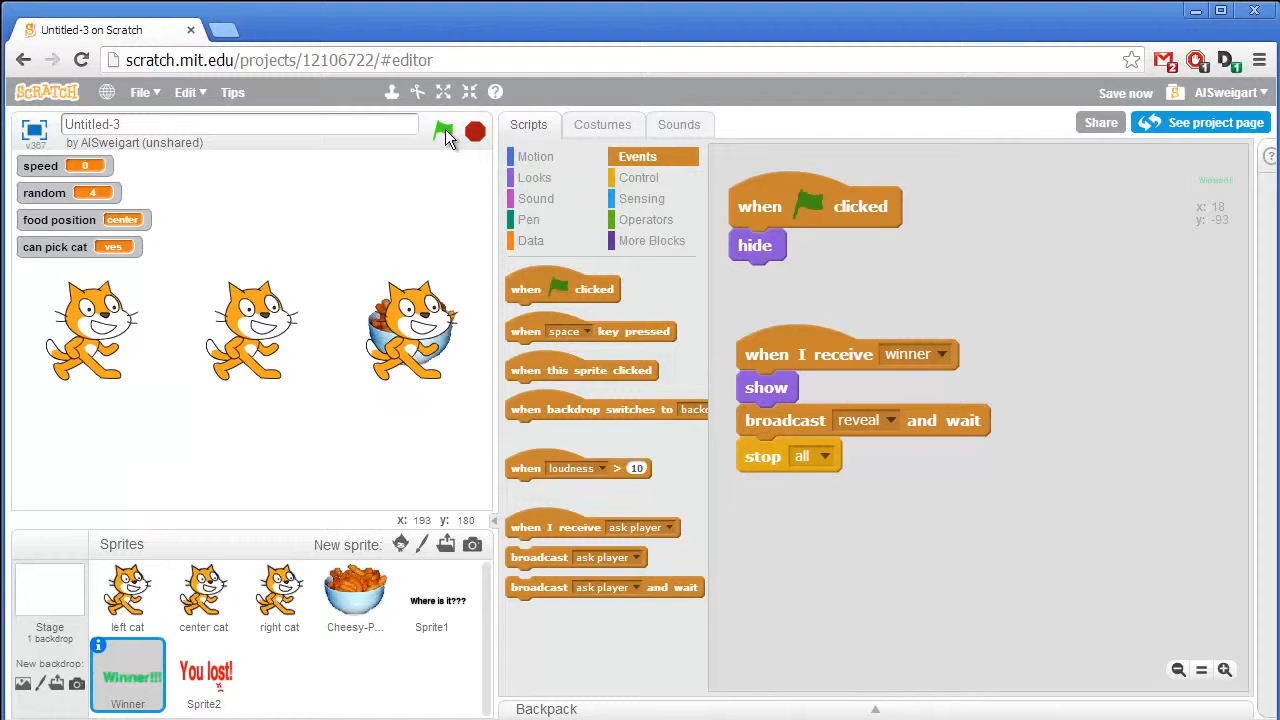 Untitled-3 on Scratch
scratch.mit.edu/projects/12106722/#editor
2 1 1
SCRATCH File Edit Tips Save now AlSweigart
Untitled-3
v387 by AlSweigart (unshared)
Scripts Costumes Sounds Share See project page
speed 0
random 4
food position center
can pick cat yes
x: 193 y: 180
Motion Events
Looks Control
Sound Sensing
Pen Operators
Data More Blocks
when clicked
when space key pressed
when this sprite clicked
when backdrop switches to backd
when loudness > 10
when I receive ask player
broadcast ask player
broadcast ask player and wait
when clicked
hide
when I receive winner
show
broadcast reveal and wait
stop all
Winner!!!
x: 18
y: -93
Sprites New sprite:
Stage
1 backdrop
New backdrop:
left cat
center cat
right cat
Cheesy-P...
Where is it???
Sprite1
Winner!!!
Winner
You lost!
Sprite2
Backpack